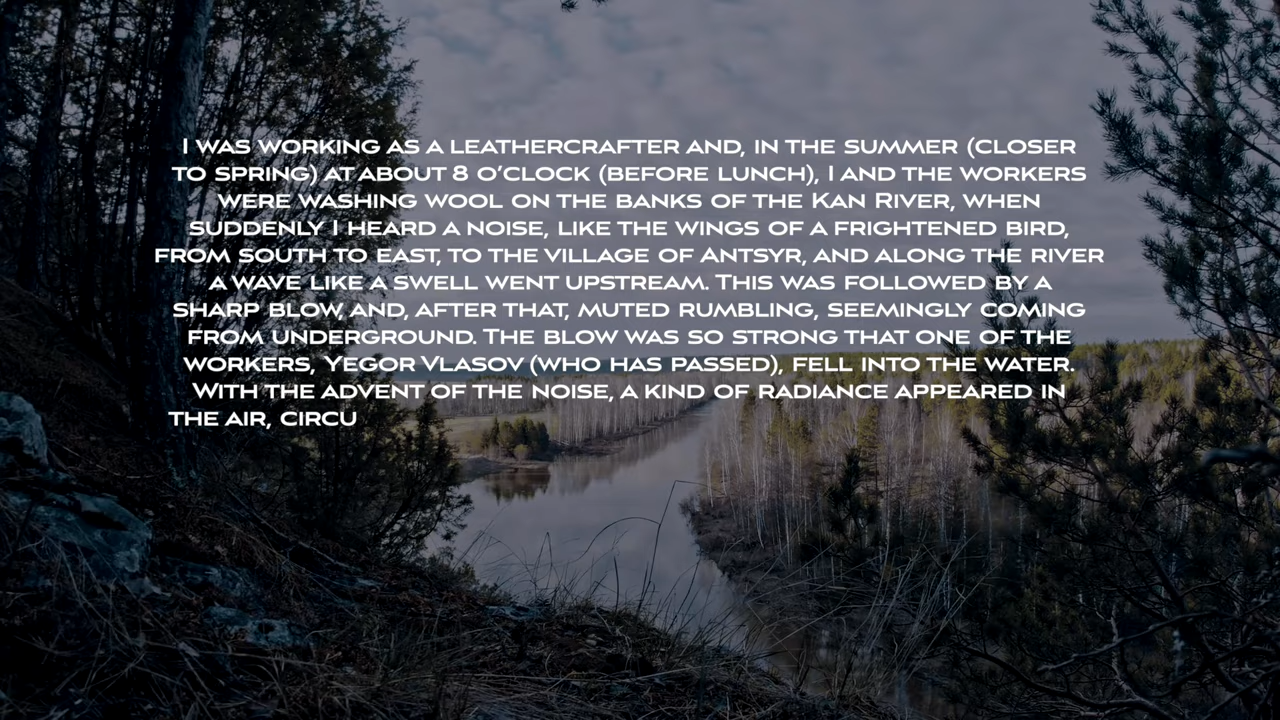 I was working as a leathercrafter and, in the summer (closer
to spring) at about 8 o'clock (before lunch), I and the workers
were washing wool on the banks of the Kan River, when
suddenly I heard a noise, like the wings of a frightened bird,
from south to east, to the village of Antsyr, and along the river
a wave like a swell went upstream. This was followed by a
sharp blow, and, after that, muted rumbling, seemingly coming
from underground. The blow was so strong that one of the
workers, Yegor Vlasov (who has passed), fell into the water.
With the advent of the noise, a kind of radiance appeared in
the air, circu